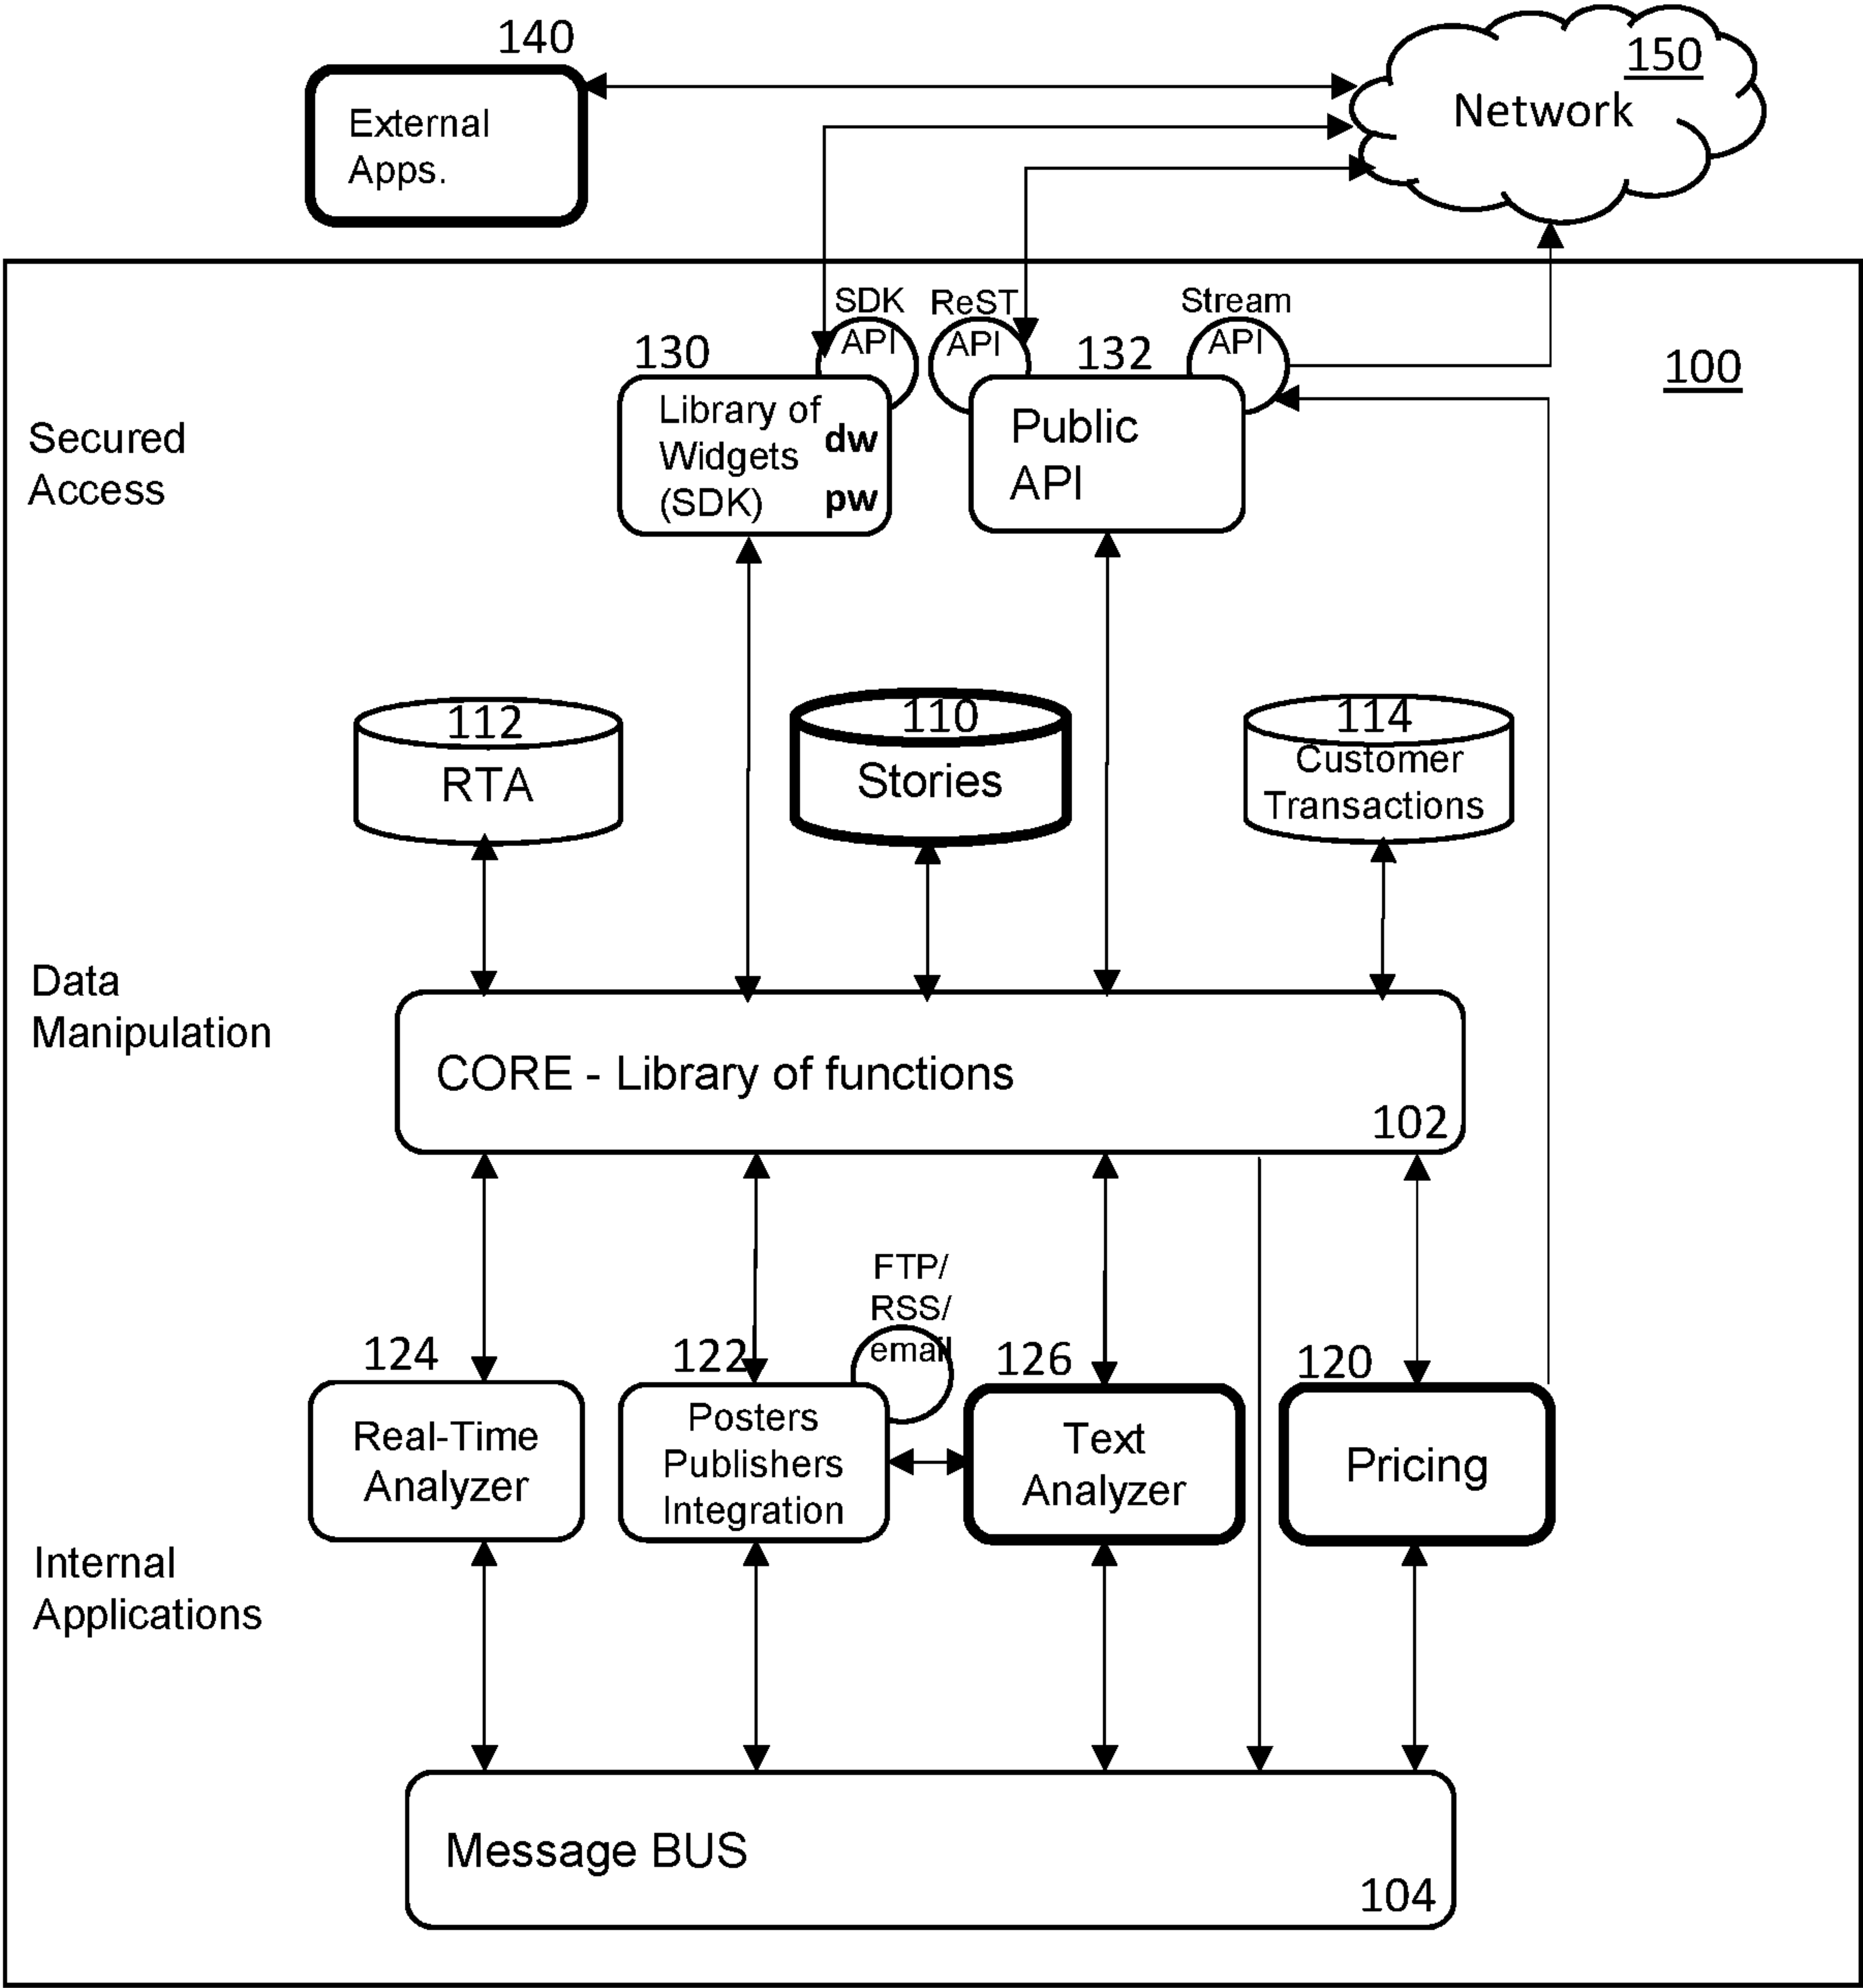 140
External
Apps.
150
Network
100
Secured
Access
SDK
API
ReST
API
Stream
API
130
Library of
Widgets
(SDK)
dw
pw
132
Public
API
112
RTA
110
Stories
114
Customer
Transactions
Data
Manipulation
CORE - Library of functions
102
FTP/
RSS/
email
124
Real-Time
Analyzer
122
Posters
Publishers
Integration
126
Text
Analyzer
120
Pricing
Internal
Applications
Message BUS
104